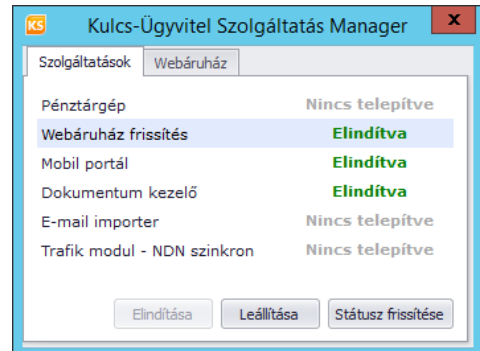 KS Kulcs-Ügyvitel Szolgáltatás Manager x
Szolgáltatások Webáruház
Pénztárgép Nincs telepítve
Webáruház frissítés Elindítva
Mobil portál Elindítva
Dokumentum kezelő Elindítva
E-mail importer Nincs telepítve
Trafik modul - NDN szinkron Nincs telepítve
Elindítása Leállítása Státusz frissítése